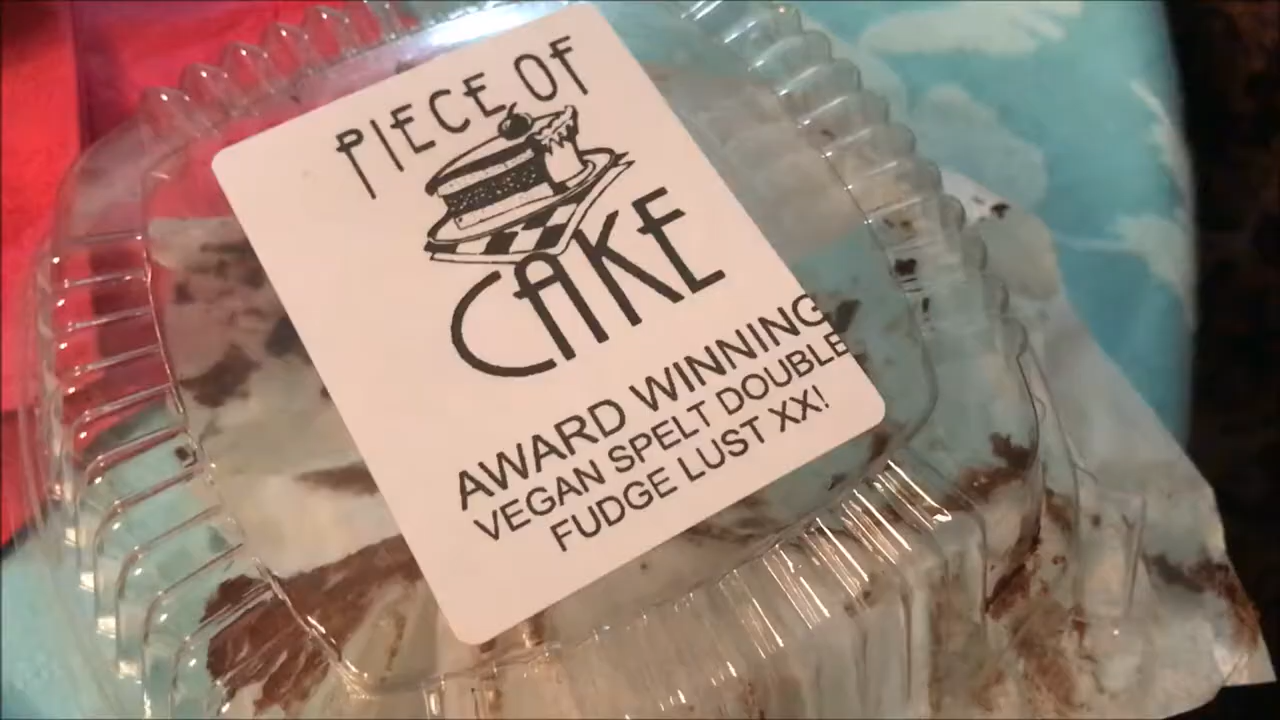 PIECE OF
CAKE
AWARD WINNING
VEGAN SPELT DOUBLE
FUDGE LUST XX!